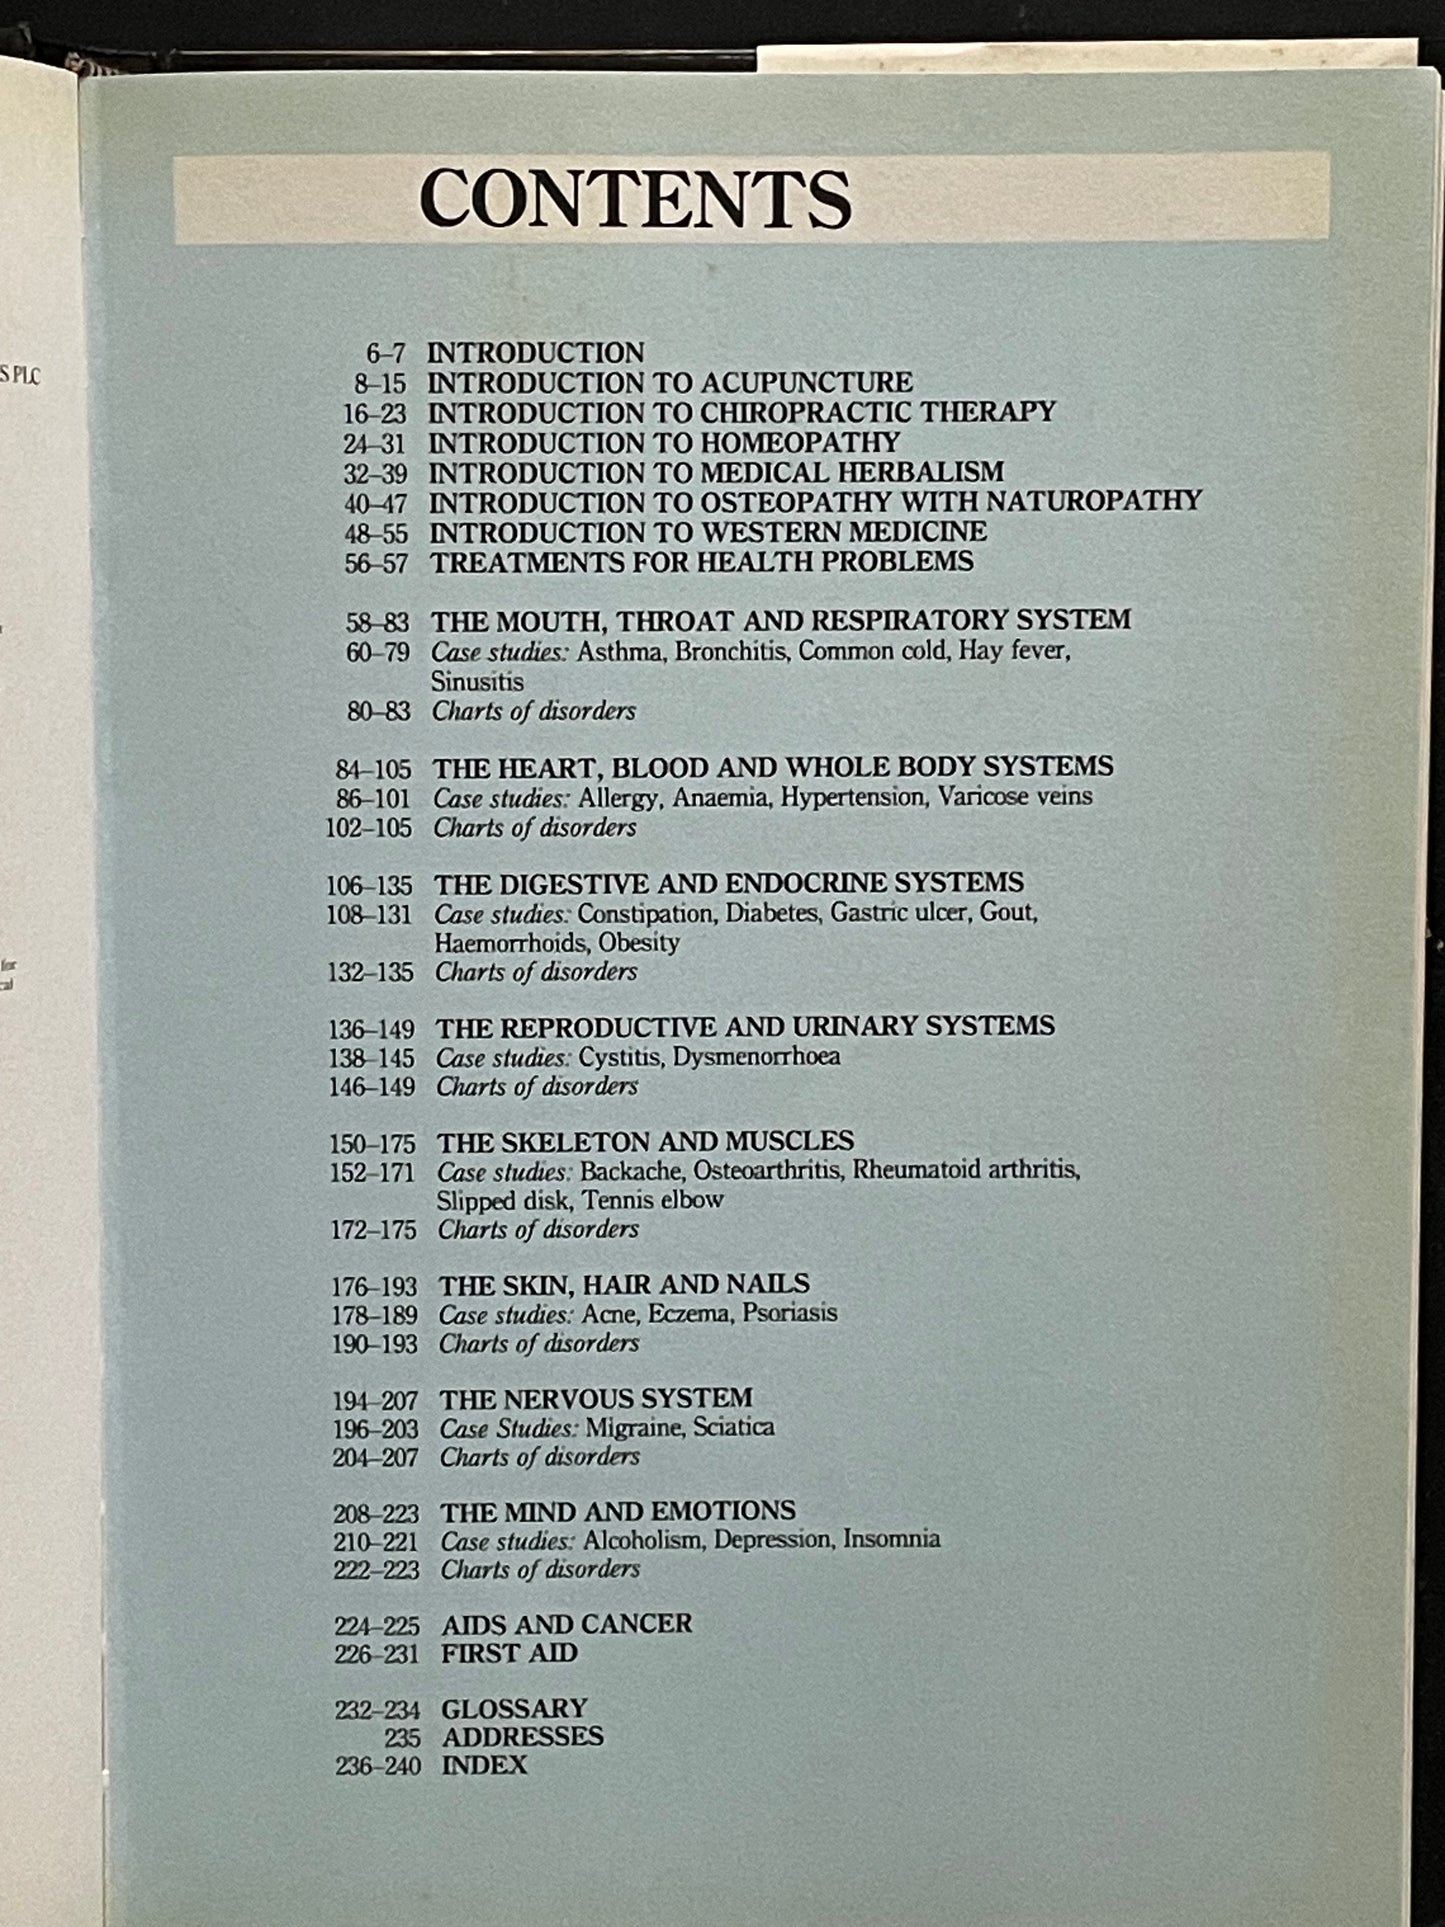 S PLC
for
CONTENTS
6–7 INTRODUCTION
8–15 INTRODUCTION TO ACUPUNCTURE
16–23 INTRODUCTION TO CHIROPRACTIC THERAPY
24–31 INTRODUCTION TO HOMEOPATHY
32–39 INTRODUCTION TO MEDICAL HERBALISM
40–47 INTRODUCTION TO OSTEOPATHY WITH NATUROPATHY
48–55 INTRODUCTION TO WESTERN MEDICINE
56–57 TREATMENTS FOR HEALTH PROBLEMS
58–83 THE MOUTH, THROAT AND RESPIRATORY SYSTEM
60–79 Case studies: Asthma, Bronchitis, Common cold, Hay fever,
Sinusitis
80–83 Charts of disorders
84–105 THE HEART, BLOOD AND WHOLE BODY SYSTEMS
86–101 Case studies: Allergy, Anaemia, Hypertension, Varicose veins
102–105 Charts of disorders
106–135 THE DIGESTIVE AND ENDOCRINE SYSTEMS
108–131 Case studies: Constipation, Diabetes, Gastric ulcer, Gout,
Haemorrhoids, Obesity
132–135 Charts of disorders
136–149 THE REPRODUCTIVE AND URINARY SYSTEMS
138–145 Case studies: Cystitis, Dysmenorrhoea
146–149 Charts of disorders
150–175 THE SKELETON AND MUSCLES
152–171 Case studies: Backache, Osteoarthritis, Rheumatoid arthritis,
Slipped disk, Tennis elbow
172–175 Charts of disorders
176–193 THE SKIN, HAIR AND NAILS
178–189 Case studies: Acne, Eczema, Psoriasis
190–193 Charts of disorders
194–207 THE NERVOUS SYSTEM
196–203 Case Studies: Migraine, Sciatica
204–207 Charts of disorders
208–223 THE MIND AND EMOTIONS
210–221 Case studies: Alcoholism, Depression, Insomnia
222–223 Charts of disorders
224–225 AIDS AND CANCER
226–231 FIRST AID
232–234 GLOSSARY
235 ADDRESSES
236–240 INDEX